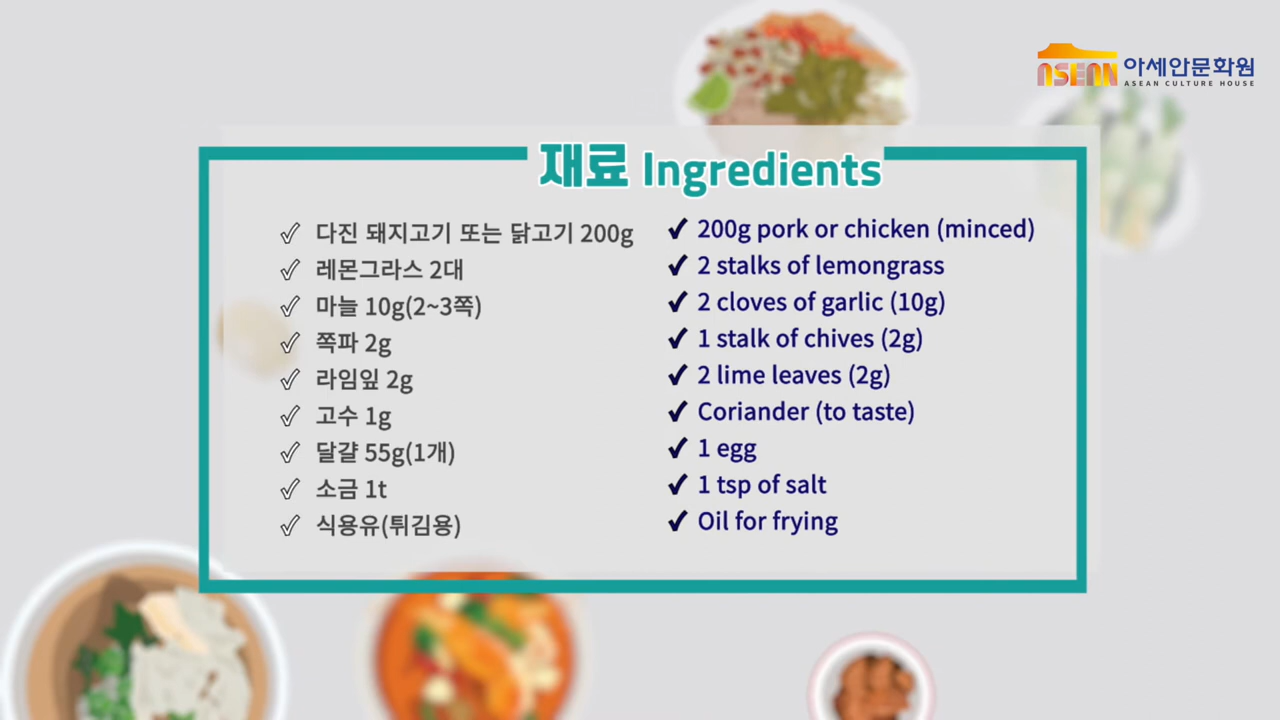 ASEAN 아세안문화원
ASEAN CULTURE HOUSE
재료 Ingredients
✓ 다진 돼지고기 또는 닭고기 200g
✓ 레몬그라스 2대
✓ 마늘 10g(2~3쪽)
✓ 쪽파 2g
✓ 라임잎 2g
✓ 고수 1g
✓ 달걀 55g(1개)
✓ 소금 1t
✓ 식용유(튀김용)
✔ 200g pork or chicken (minced)
✔ 2 stalks of lemongrass
✔ 2 cloves of garlic (10g)
✔ 1 stalk of chives (2g)
✔ 2 lime leaves (2g)
✔ Coriander (to taste)
✔ 1 egg
✔ 1 tsp of salt
✔ Oil for frying